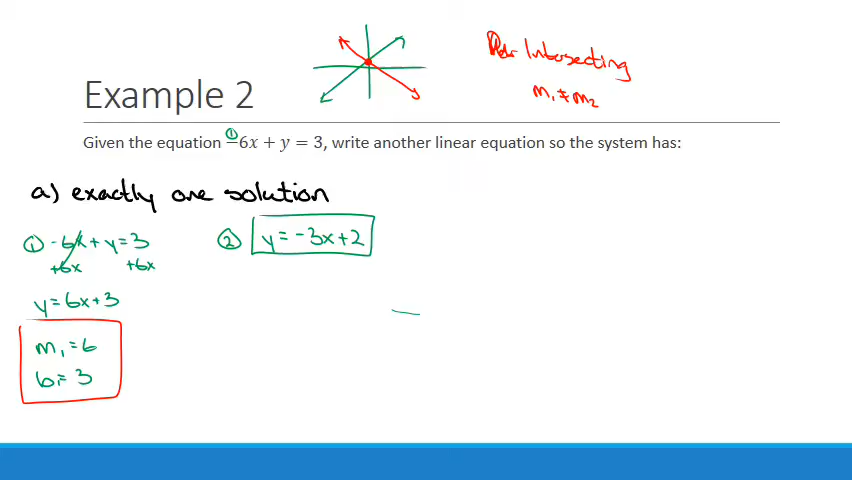 Intersecting
m₁ ≠ m₂
Example 2
①
Given the equation −6x + y = 3, write another linear equation so the system has:
a) exactly one solution
① -6x + y = 3
+6x +6x
y = 6x + 3
m₁ = 6
b₁ = 3
② y = -3x + 2